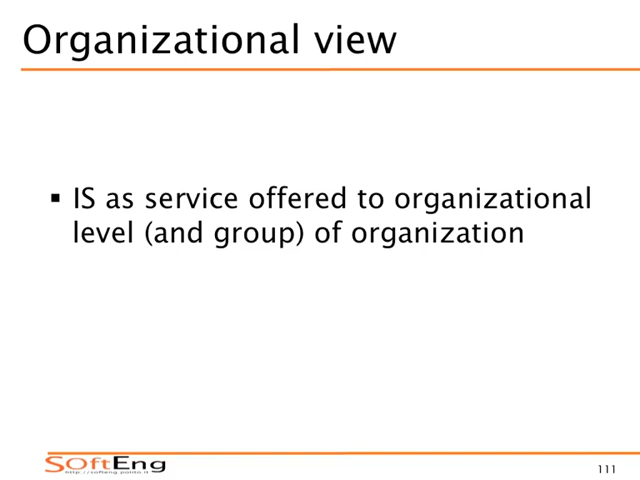 Organizational view
▪ IS as service offered to organizational
level (and group) of organization
SOftEng
http://softeng.polito.it
111